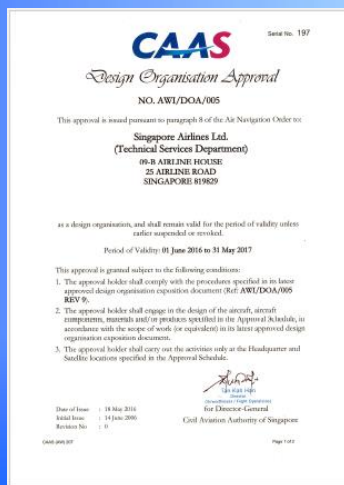 Serial No. 197
CAAS
Design Organisation Approval
NO. AWI/DOA/005
This approval is issued pursuant to paragraph 8 of the Air Navigation Order to:
Singapore Airlines Ltd.
(Technical Services Department)
09-B AIRLINE HOUSE
25 AIRLINE ROAD
SINGAPORE 819829
as a design organisation, and shall remain valid for the period of validity unless
earlier suspended or revoked.
Period of Validity: 01 June 2016 to 31 May 2017
This approval is granted subject to the following conditions:
1. The approval holder shall comply with the procedures specified in its latest
approved design organisation exposition document (Ref: AWI/DOA/005
REV 9).
2. The approval holder shall engage in the design of the aircraft, aircraft
components, materials and/or products specified in the Approval Schedule, in
accordance with the scope of work (or equivalent) in its latest approved design
organisation exposition document.
3. The approval holder shall carry out the activities only at the Headquarter and
Satellite locations specified in the Approval Schedule.
Director
(Airworthiness / Flight Operations)
Date of Issue : 18 May 2016 for Director-General
Initial Issue : 14 June 2006 Civil Aviation Authority of Singapore
Revision No : 0
CAAS (AW) 207 Page 1 of 2